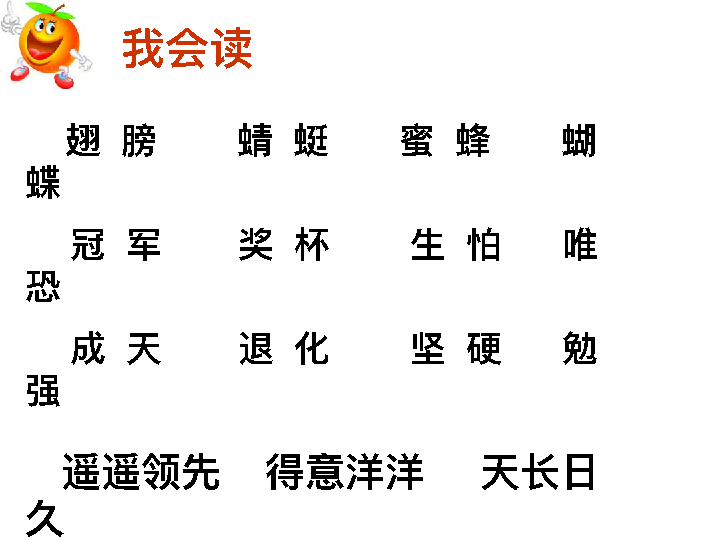 我会读
翅 膀 蜻 蜓 蜜 蜂 蝴
蝶
冠 军 奖 杯 生 怕 唯
恐
成 天 退 化 坚 硬 勉
强
遥遥领先 得意洋洋 天长日
久